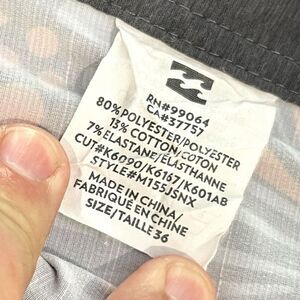 RN#99064
CA#37757
80%POLYESTER/POLYESTER
13%COTTON/COTON
7%ELASTANE/ELASTHANNE
CUT#K6090/K6167/K601AB
STYLE#M155JSNX
MADE IN CHINA/
FABRIQUÉ EN CHINE
SIZE/TAILLE 36